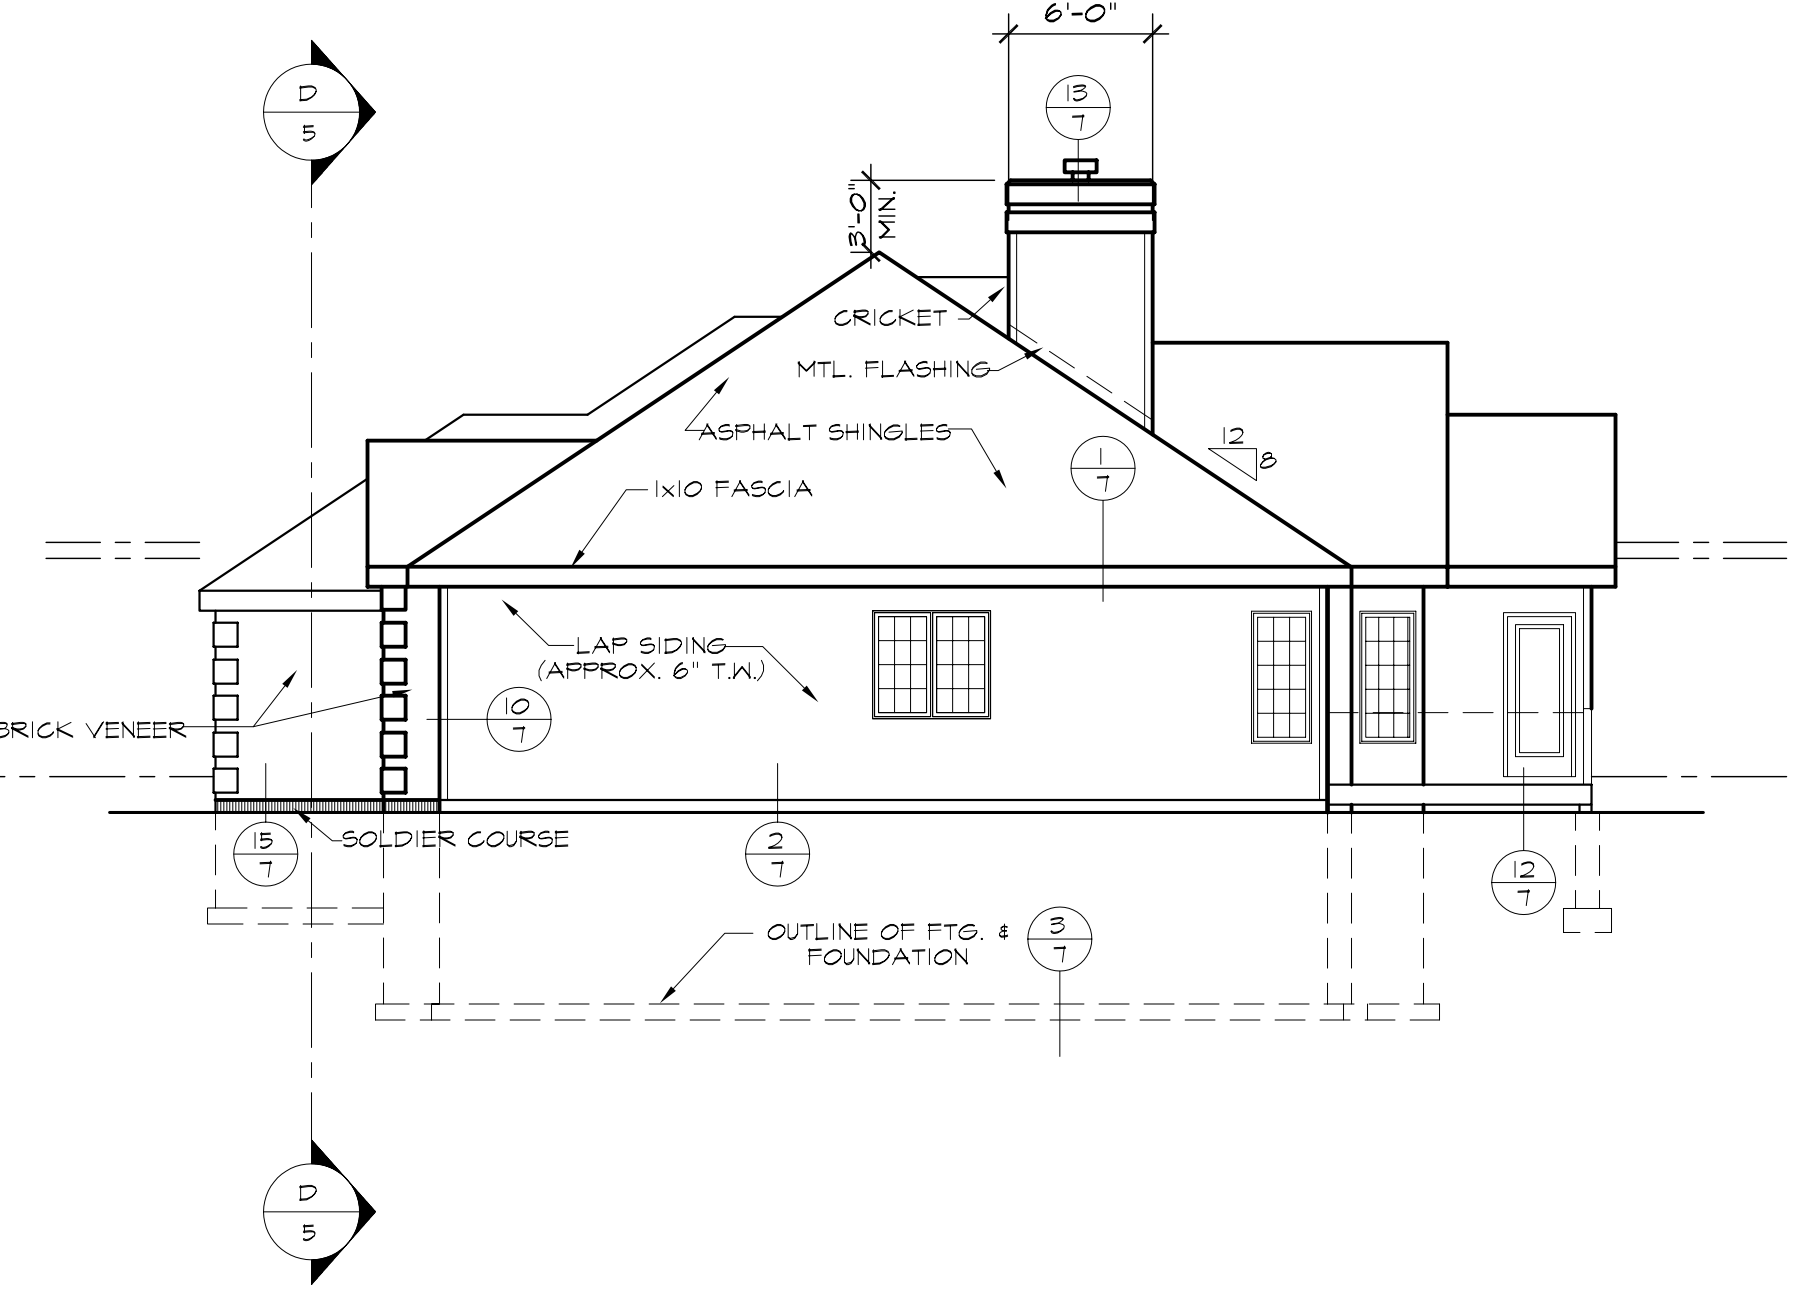 6'-0"
D
5
13
7
3'-0"
MIN.
CRICKET
MTL. FLASHING
ASPHALT SHINGLES
12
8
1
7
1x10 FASCIA
LAP SIDING
(APPROX. 6" T.W.)
10
7
BRICK VENEER
SOLDIER COURSE
15
7
2
7
12
7
OUTLINE OF FTG. &
FOUNDATION
3
7
D
5